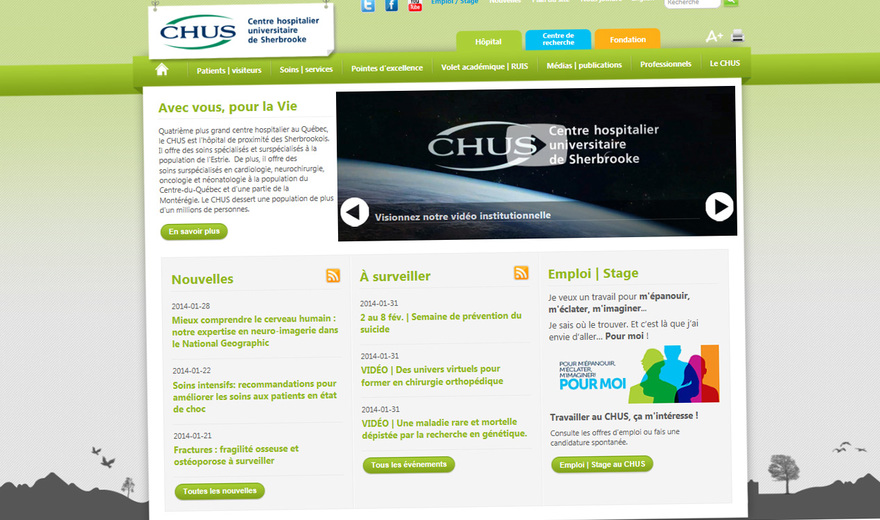 Emploi / Stage
Recherche
CHUS Centre hospitalier
universitaire
de Sherbrooke
Hôpital
Centre de
recherche
Fondation
A+
Patients | visiteurs
Soins | services
Pointes d'excellence
Volet académique | RUIS
Médias | publications
Professionnels
Le CHUS
Avec vous, pour la Vie
Quatrième plus grand centre hospitalier au Québec,
le CHUS est l'hôpital de proximité des Sherbrookois.
Il offre des soins spécialisés et surspécialisés à la
population de l'Estrie. De plus, il offre des
soins surspécialisés en cardiologie, neurochirurgie,
oncologie et néonatologie à la population du
Centre-du-Québec et d'une partie de la
Montérégie. Le CHUS dessert une population de plus
d'un millions de personnes.
En savoir plus
CHUS Centre hospitalier
universitaire
de Sherbrooke
Visionnez notre vidéo institutionnelle
Nouvelles
2014-01-28
Mieux comprendre le cerveau humain :
notre expertise en neuro-imagerie dans
le National Geographic
2014-01-22
Soins intensifs: recommandations pour
améliorer les soins aux patients en état
de choc
2014-01-21
Fractures : fragilité osseuse et
ostéoporose à surveiller
Toutes les nouvelles
À surveiller
2014-01-31
2 au 8 fév. | Semaine de prévention du
suicide
2014-01-31
VIDÉO | Des univers virtuels pour
former en chirurgie orthopédique
2014-01-31
VIDÉO | Une maladie rare et mortelle
dépistée par la recherche en génétique.
Tous les événements
Emploi | Stage
Je veux un travail pour m'épanouir,
m'éclater, m'imaginer...
Je sais où le trouver. Et c'est là que j'ai
envie d'aller... Pour moi !
POUR M'ÉPANOUIR,
M'ÉCLATER,
M'IMAGINER!
POUR MOI
Travailler au CHUS, ça m'intéresse !
Consulte les offres d'emploi ou fais une
candidature spontanée.
Emploi | Stage au CHUS